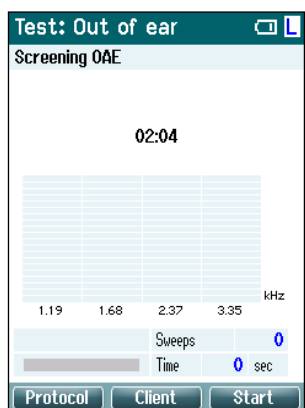 Test: Out of ear L
Screening OAE
02:04
kHz
1.19 1.68 2.37 3.35
Sweeps 0
Time 0 sec
Protocol Client Start